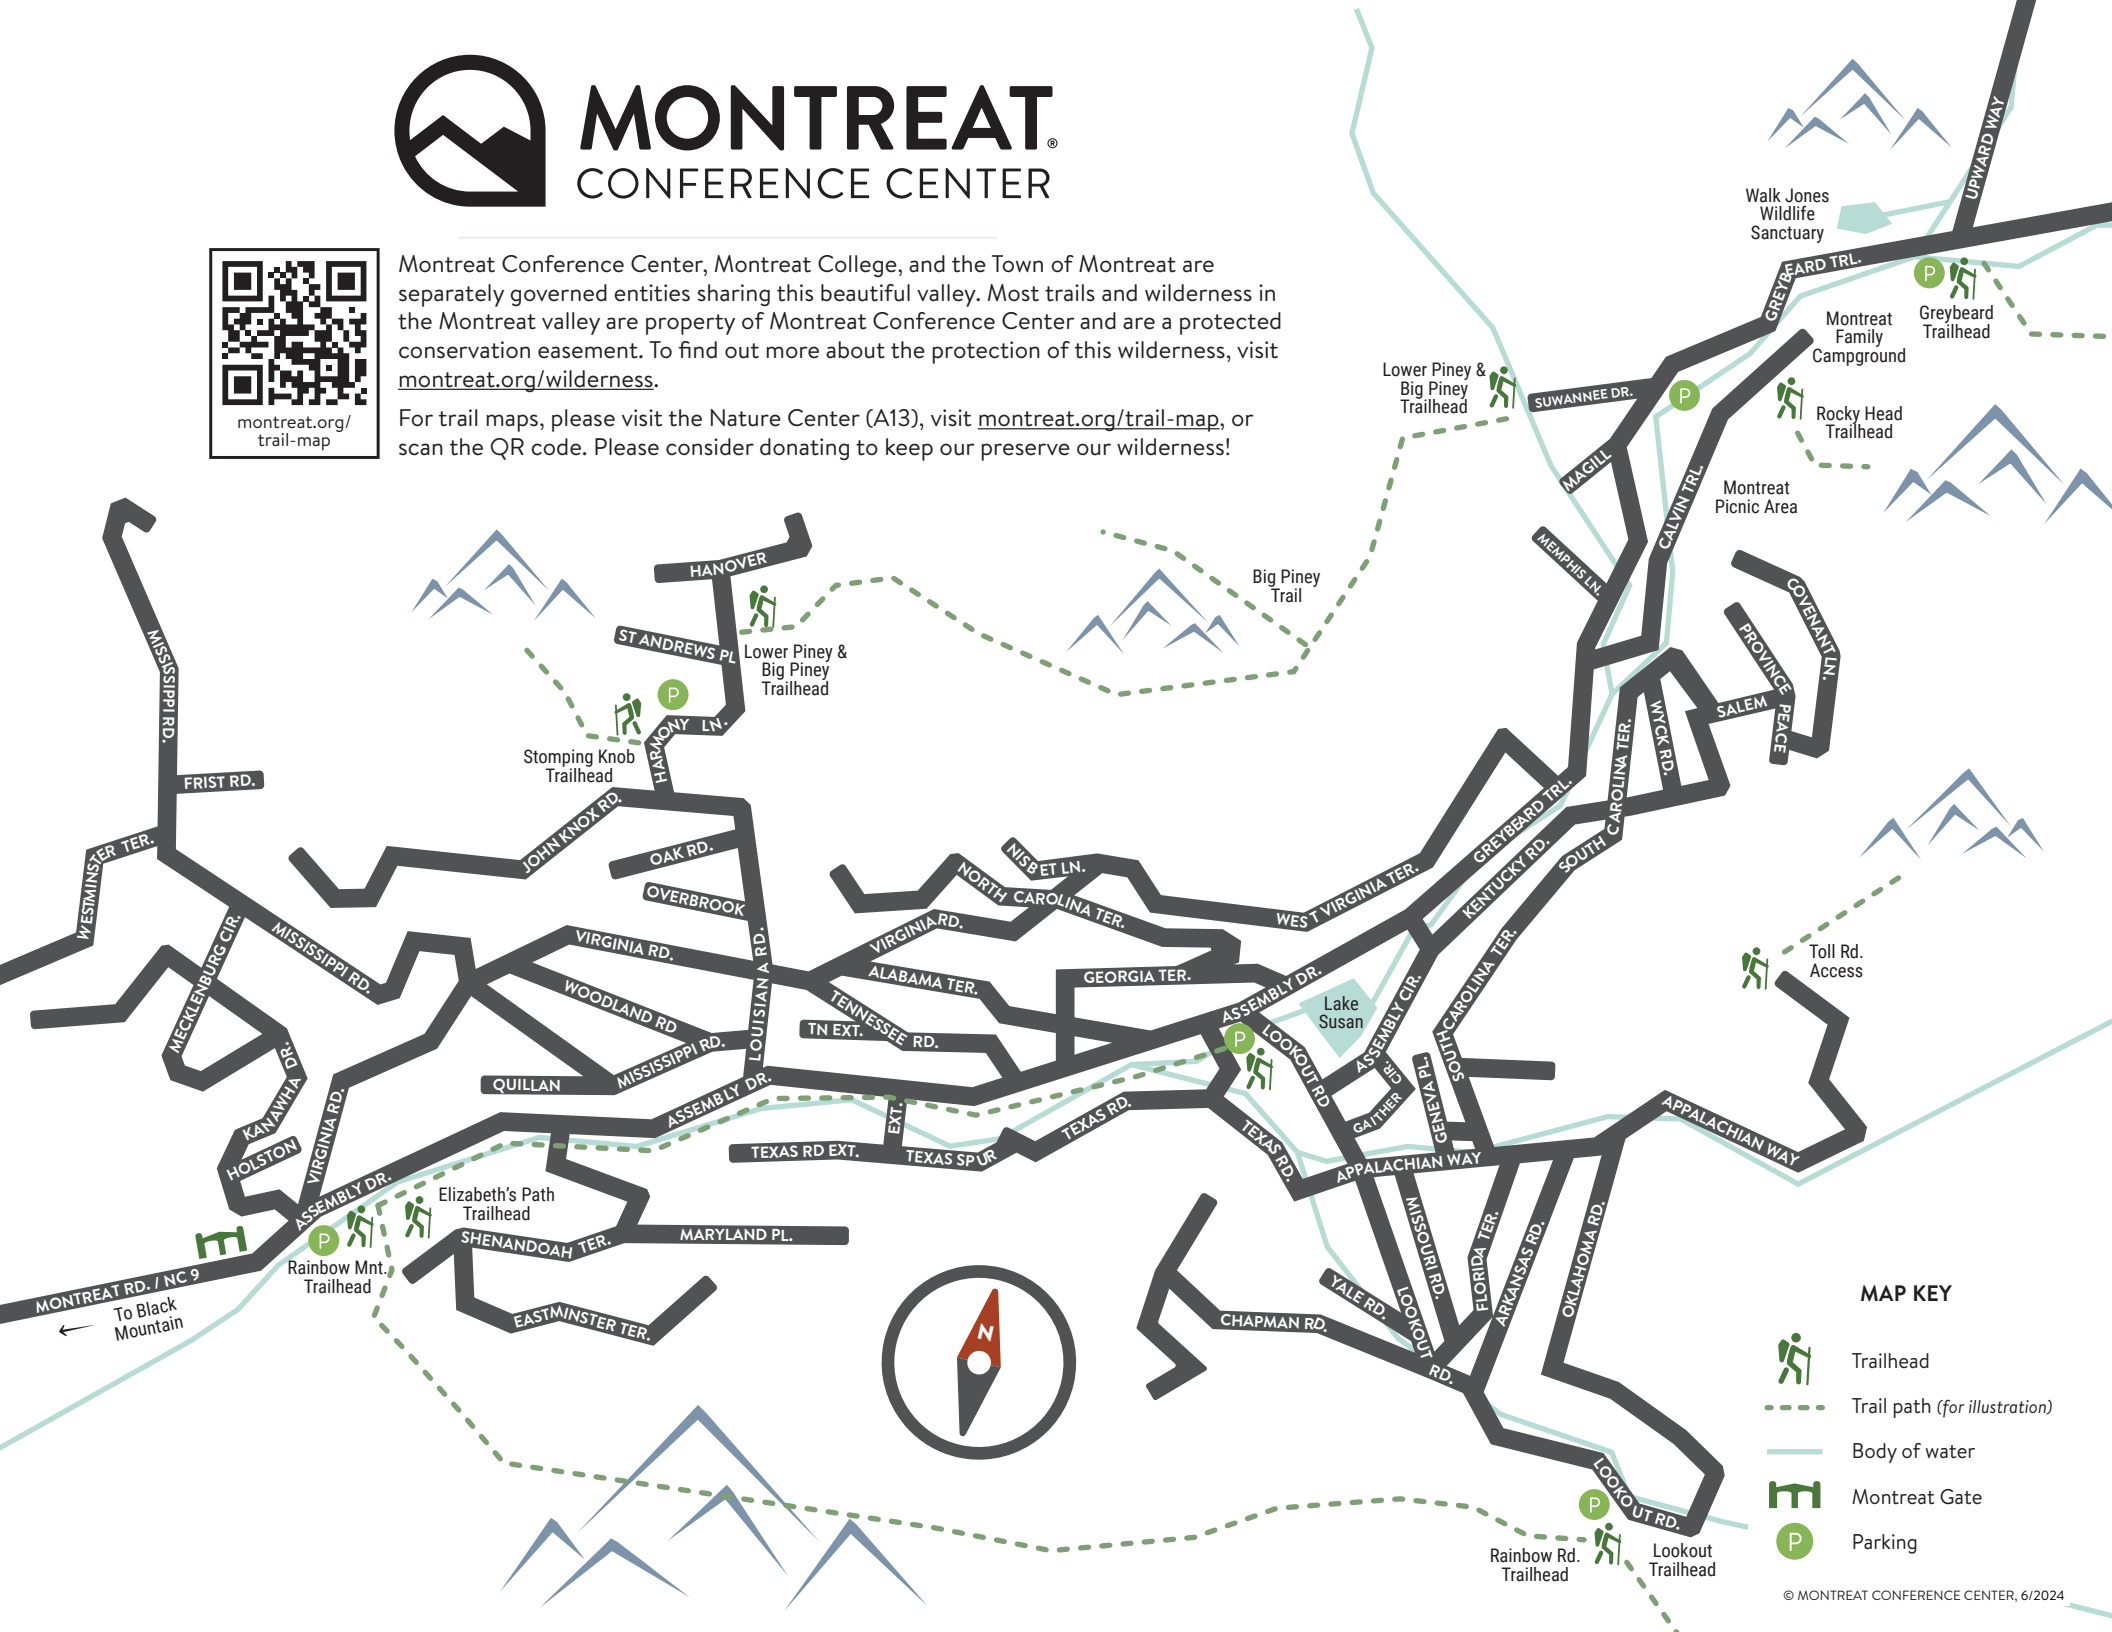 MONTREAT®
CONFERENCE CENTER
Montreat Conference Center, Montreat College, and the Town of Montreat are
separately governed entities sharing this beautiful valley. Most trails and wilderness in
the Montreat valley are property of Montreat Conference Center and are a protected
conservation easement. To find out more about the protection of this wilderness, visit
montreat.org/wilderness.
For trail maps, please visit the Nature Center (A13), visit montreat.org/trail-map, or
scan the QR code. Please consider donating to keep our preserve our wilderness!
montreat.org/
trail-map
UPWARD WAY
Walk Jones
Wildlife
Sanctuary
GREYBEARD TRL.
P
Greybeard
Trailhead
Montreat
Family
Campground
Lower Piney &
Big Piney
Trailhead
SUWANNEE DR.
P
Rocky Head
Trailhead
MAGILL
CALVIN TRL.
Montreat
Picnic Area
MEMPHIS LN.
COVENANT LN.
PROVINCE
PEACE
SALEM
WYCK RD.
Big Piney
Trail
HANOVER
ST ANDREWS PL
Lower Piney &
Big Piney
Trailhead
P
HARMONY LN.
Stomping Knob
Trailhead
MISSISSIPPI RD.
FRIST RD.
WESTMINSTER TER.
JOHN KNOX RD.
OAK RD.
OVERBROOK
MECKLENBURG CIR.
MISSISSIPPI RD.
VIRGINIA RD.
WOODLAND RD
MISSISSIPPI RD.
LOUISIANA RD.
QUILLAN
KANAWHA DR.
HOLSTON
VIRGINIA RD.
NISBET LN.
NORTH CAROLINA TER.
VIRGINIA RD.
ALABAMA TER.
GEORGIA TER.
TENNESSEE RD.
TN EXT.
WEST VIRGINIA TER.
GREYBEARD TRL.
KENTUCKY RD.
SOUTH CAROLINA TER.
SOUTH CAROLINA TER.
ASSEMBLY DR.
Lake
Susan
ASSEMBLY CIR.
P
LOOKOUT RD
GAITHER CIR.
GENEVA PL.
Toll Rd.
Access
APPALACHIAN WAY
APPALACHIAN WAY
ASSEMBLY DR.
EXT.
TEXAS RD EXT.
TEXAS SPUR
TEXAS RD.
TEXAS RD.
ASSEMBLY DR.
Elizabeth's Path
Trailhead
P
Rainbow Mnt.
Trailhead
MONTREAT RD. / NC 9
To Black
Mountain
SHENANDOAH TER.
MARYLAND PL.
EASTMINSTER TER.
N
CHAPMAN RD.
YALE RD.
LOOKOUT RD.
MISSOURI RD.
FLORIDA TER.
ARKANSAS RD.
OKLAHOMA RD.
LOOKOUT RD.
P
Rainbow Rd.
Trailhead
Lookout
Trailhead
MAP KEY
Trailhead
Trail path (for illustration)
Body of water
Montreat Gate
P
Parking
© MONTREAT CONFERENCE CENTER, 6/2024